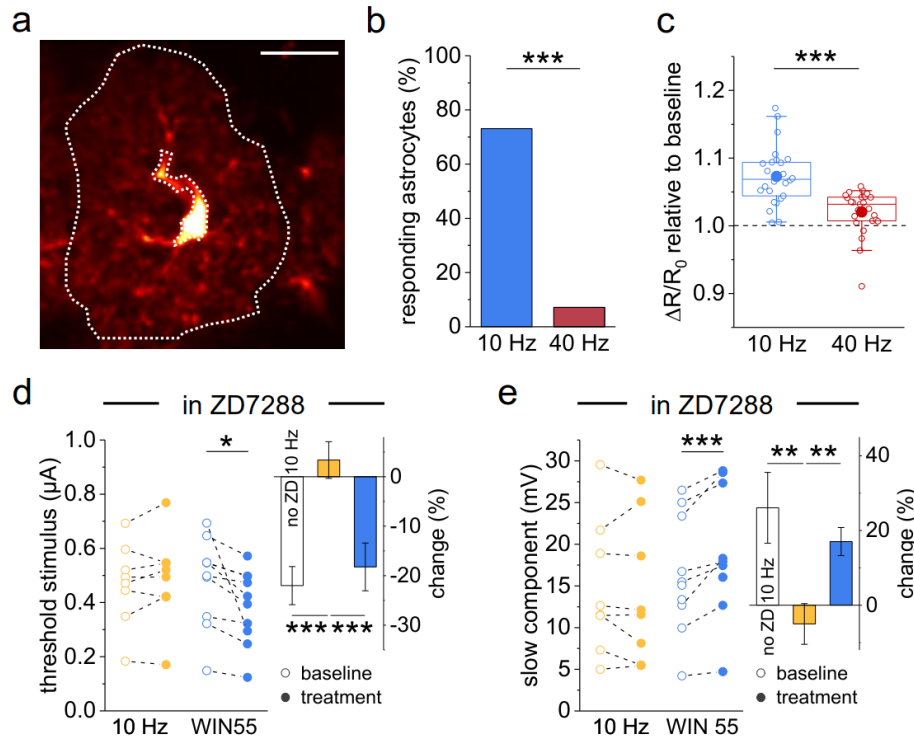 a
b
responding astrocytes (%)
100
80
60
40
20
0
***
10 Hz
40 Hz
c
ΔR/R0 relative to baseline
1.2
1.1
1.0
0.9
***
10 Hz
40 Hz
d
in ZD7288
threshold stimulus (µA)
1.0
0.8
0.6
0.4
0.2
0.0
*
no ZD 10 Hz
*** ***
0
-10
-20
-30
change (%)
baseline
treatment
10 Hz
WIN55
e
in ZD7288
slow component (mV)
30
25
20
15
10
5
0
***
** **
no ZD 10 Hz
40
20
0
change (%)
baseline
treatment
10 Hz
WIN 55